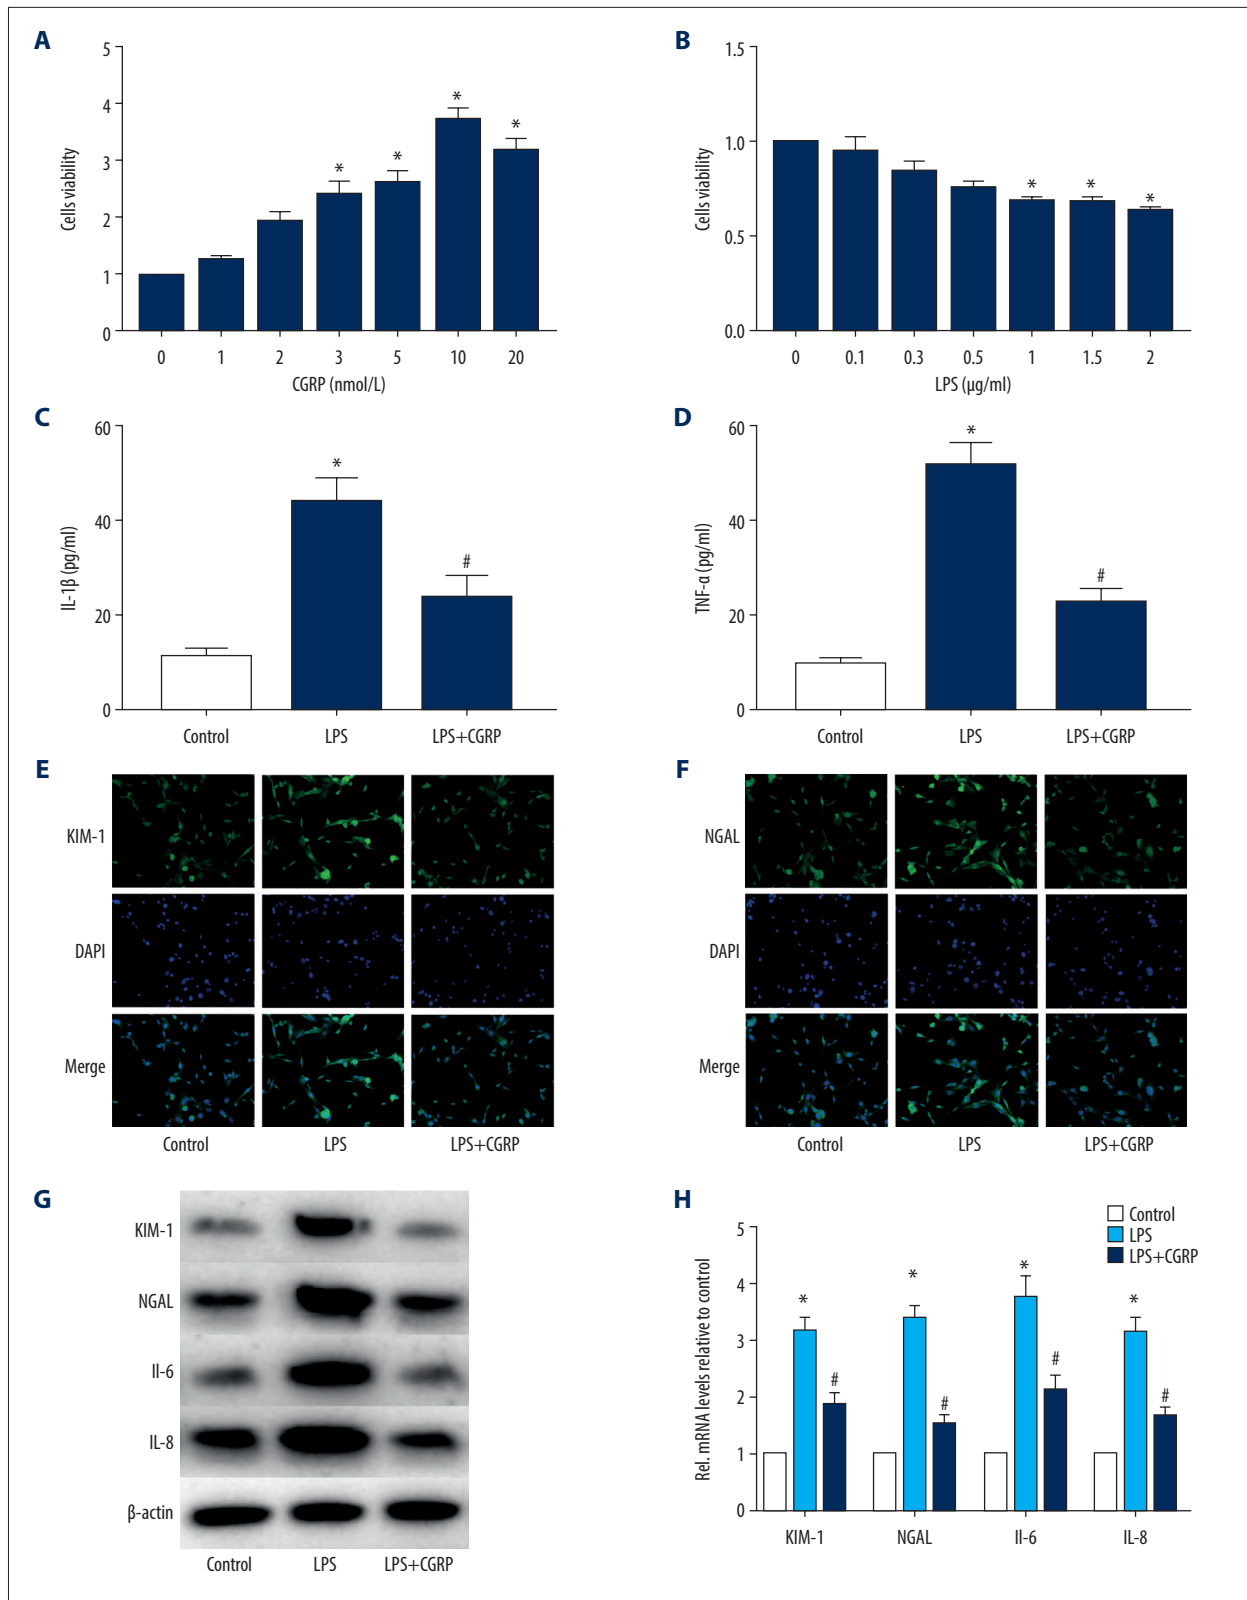 A
5
4
3
2
1
0
Cells viability
* * * *
0 1 2 3 5 10 20
CGRP (nmol/L)
B
1.5
1.0
0.5
0.0
Cells viability
* * *
0 0.1 0.3 0.5 1 1.5 2
LPS (µg/ml)
C
60
40
20
0
IL-1β (pg/ml)
*
#
Control LPS LPS+CGRP
D
60
40
20
0
TNF-α (pg/ml)
*
#
Control LPS LPS+CGRP
E
KIM-1
DAPI
Merge
Control LPS LPS+CGRP
F
NGAL
DAPI
Merge
Control LPS LPS+CGRP
G
KIM-1
NGAL
Il-6
IL-8
β-actin
Control LPS LPS+CGRP
H
Control
LPS
LPS+CGRP
5
4
3
2
1
0
Rel. mRNA levels relative to control
* * * *
# # # #
KIM-1 NGAL Il-6 IL-8